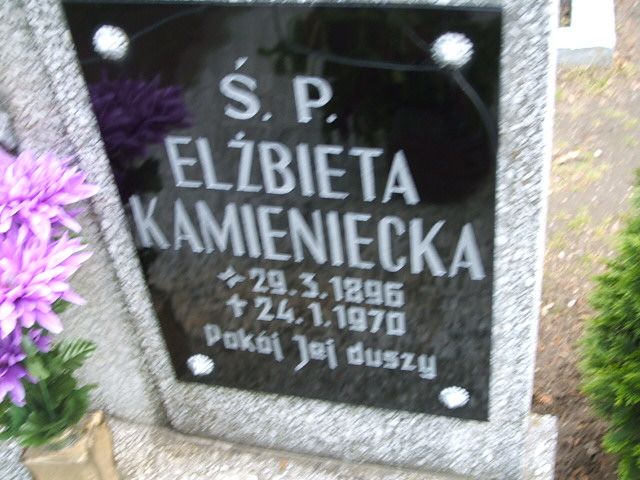 Ś. P.
ELŻBIETA
KAMIENIECKA
29.3.1896
† 24.1.1970
Pokój Jej duszy